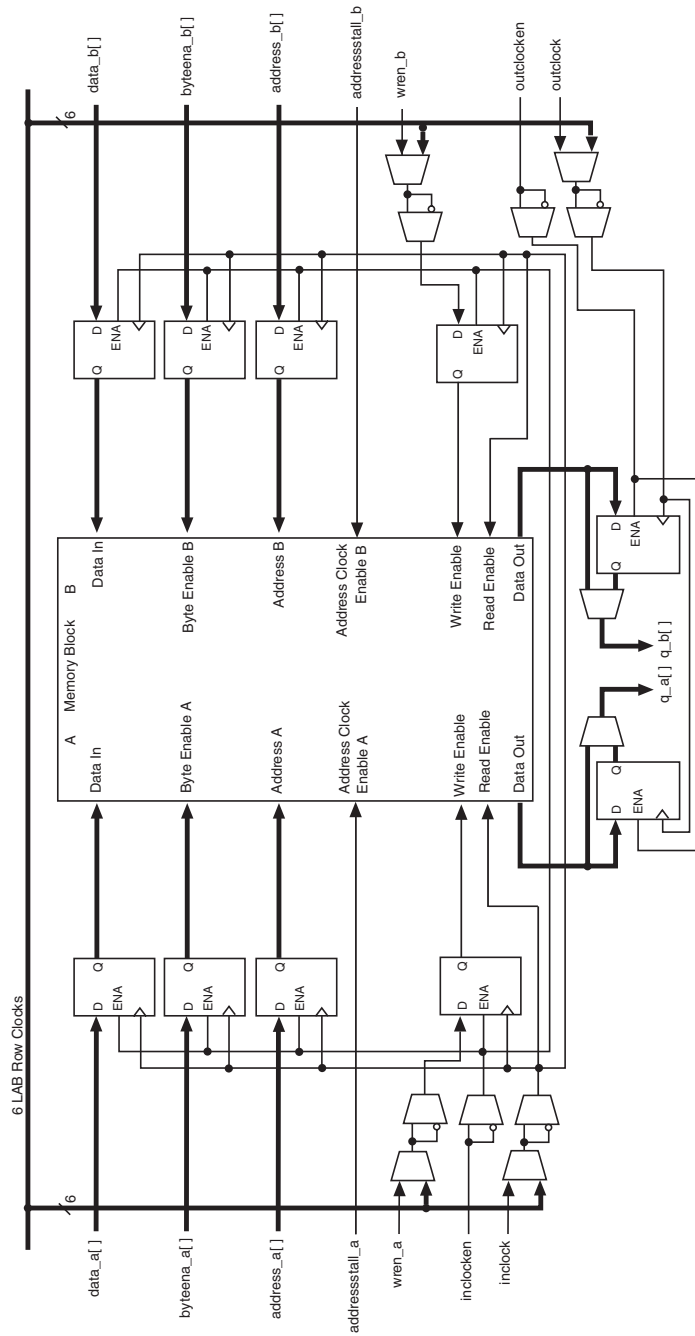 6 LAB Row Clocks
6
6
data_a[ ]
byteena_a[ ]
address_a[ ]
addressstall_a
wren_a
inclocken
inclock
D
Q
ENA
D
Q
ENA
D
Q
ENA
D
Q
ENA
A
Memory Block
B
Data In
Byte Enable A
Address A
Address Clock
Enable A
Write Enable
Read Enable
Data Out
Data In
Byte Enable B
Address B
Address Clock
Enable B
Write Enable
Read Enable
Data Out
Q
D
ENA
Q
D
ENA
Q
D
ENA
Q
D
ENA
data_b[ ]
byteena_b[ ]
address_b[ ]
addressstall_b
wren_b
outclocken
outclock
D
Q
ENA
q_a[ ]
q_b[ ]
Q
D
ENA